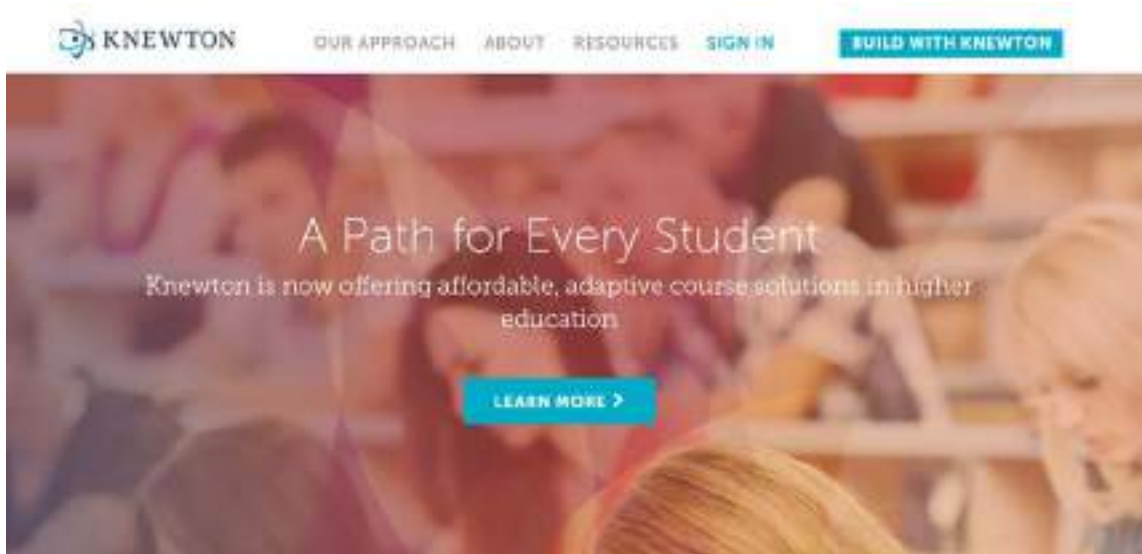 KNEWTON
OUR APPROACH ABOUT RESOURCES SIGN IN
BUILD WITH KNEWTON
A Path for Every Student
Knewton is now offering affordable, adaptive course solutions in higher
education
LEARN MORE >